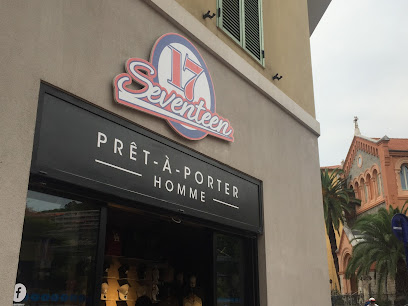 17
Seventeen
PRÊT-À-PORTER
HOMME
f